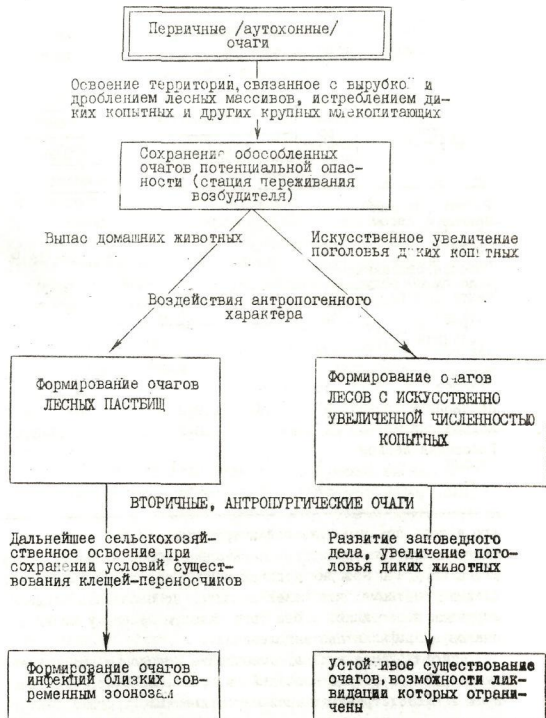 Первичные /аутохонные/
очаги
Освоение территории, связанное с вырубкой и
дроблением лесных массивов, истреблением ди-
ких копытных и других крупных млекопитающих
Сохранение обособленных
очагов потенциальной опас-
ности (стация переживания
возбудителя)
Выпас домашних животных
Искусственное увеличение
поголовья диких копытных
Воздействия антропогенного
характера
Формирование очагов
ЛЕСНЫХ ПАСТБИЩ
Формирование очагов
ЛЕСОВ С ИСКУССТВЕННО
УВЕЛИЧЕННОЙ ЧИСЛЕННОСТЬЮ
КОПЫТНЫХ
ВТОРИЧНЫЕ, АНТРОПУРГИЧЕСКИЕ ОЧАГИ
Дальнейшее сельскохозяй-
ственное освоение при
сохранении условий сущест-
вования клещей-переносчиков
Развитие заповедного
дела, увеличение пого-
ловья диких животных
Формирование очагов
инфекций близких сов-
ременным зоонозам
Устойчивое существование
очагов, возможности лик-
видации которых ограни-
чены